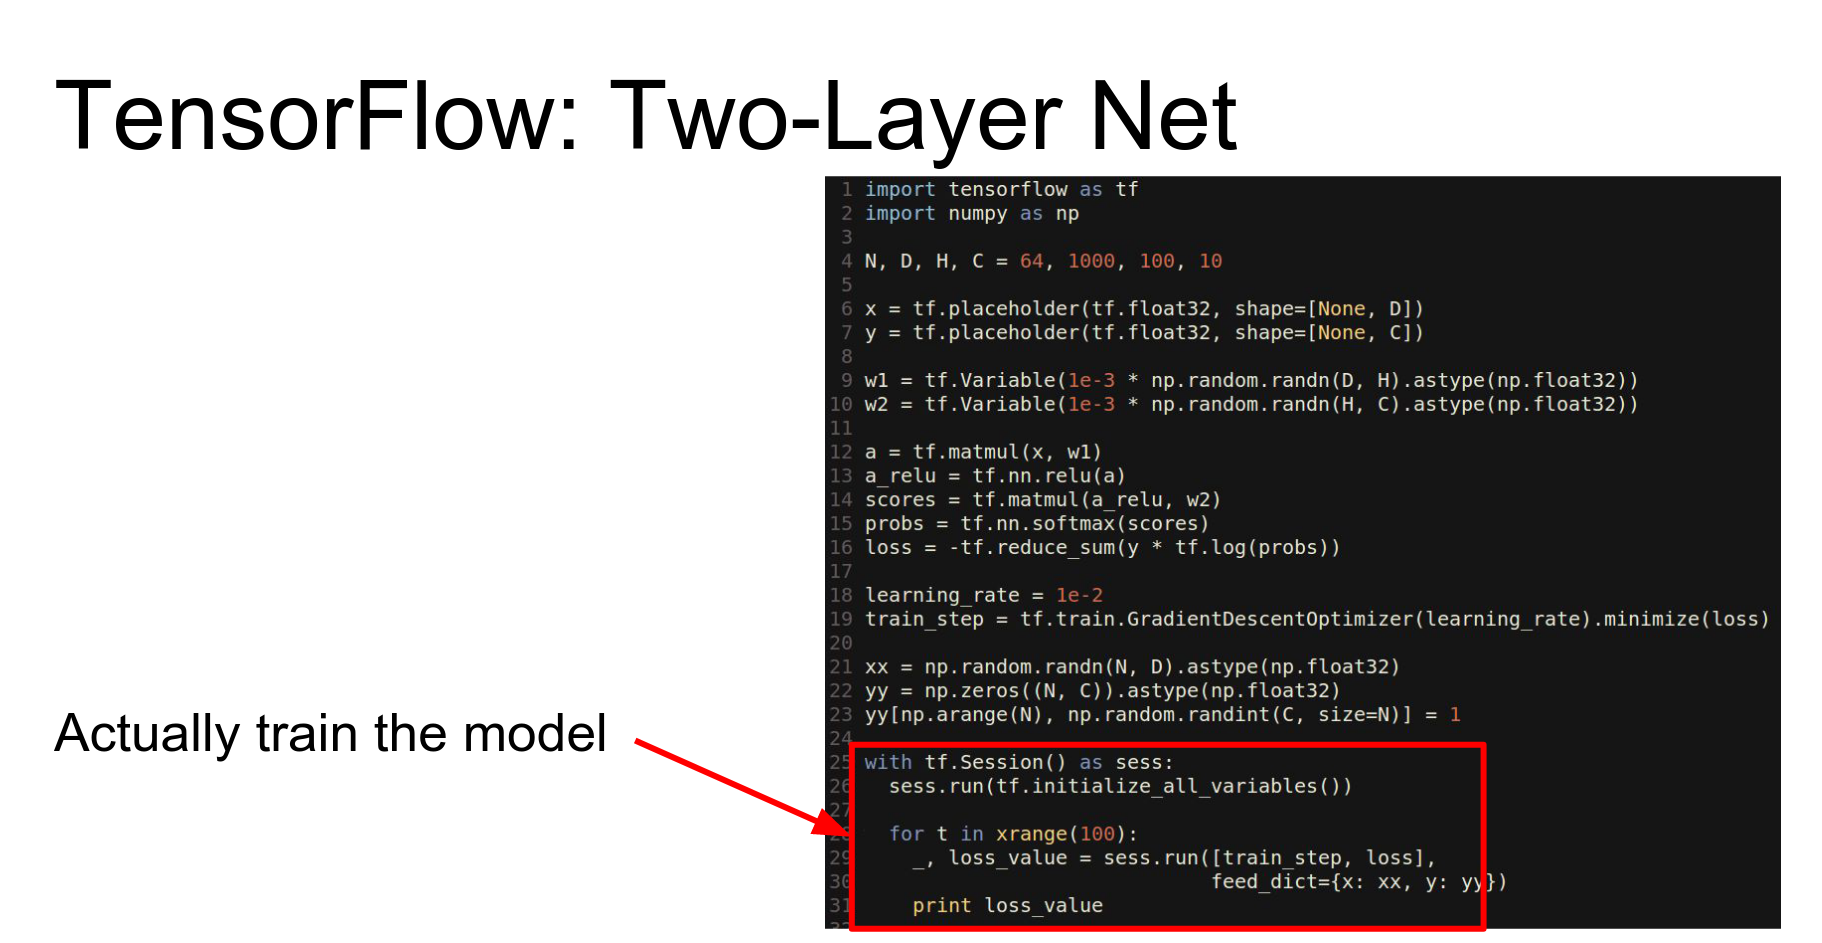 TensorFlow: Two-Layer Net
1 import tensorflow as tf
2 import numpy as np
3
4 N, D, H, C = 64, 1000, 100, 10
5
6 x = tf.placeholder(tf.float32, shape=[None, D])
7 y = tf.placeholder(tf.float32, shape=[None, C])
8
9 w1 = tf.Variable(1e-3 * np.random.randn(D, H).astype(np.float32))
10 w2 = tf.Variable(1e-3 * np.random.randn(H, C).astype(np.float32))
11
12 a = tf.matmul(x, w1)
13 a_relu = tf.nn.relu(a)
14 scores = tf.matmul(a_relu, w2)
15 probs = tf.nn.softmax(scores)
16 loss = -tf.reduce_sum(y * tf.log(probs))
17
18 learning_rate = 1e-2
19 train_step = tf.train.GradientDescentOptimizer(learning_rate).minimize(loss)
20
21 xx = np.random.randn(N, D).astype(np.float32)
22 yy = np.zeros((N, C)).astype(np.float32)
23 yy[np.arange(N), np.random.randint(C, size=N)] = 1
24
25 with tf.Session() as sess:
26 sess.run(tf.initialize_all_variables())
27
28 for t in xrange(100):
29 _, loss_value = sess.run([train_step, loss],
30 feed_dict={x: xx, y: yy})
31 print loss_value
32
Actually train the model